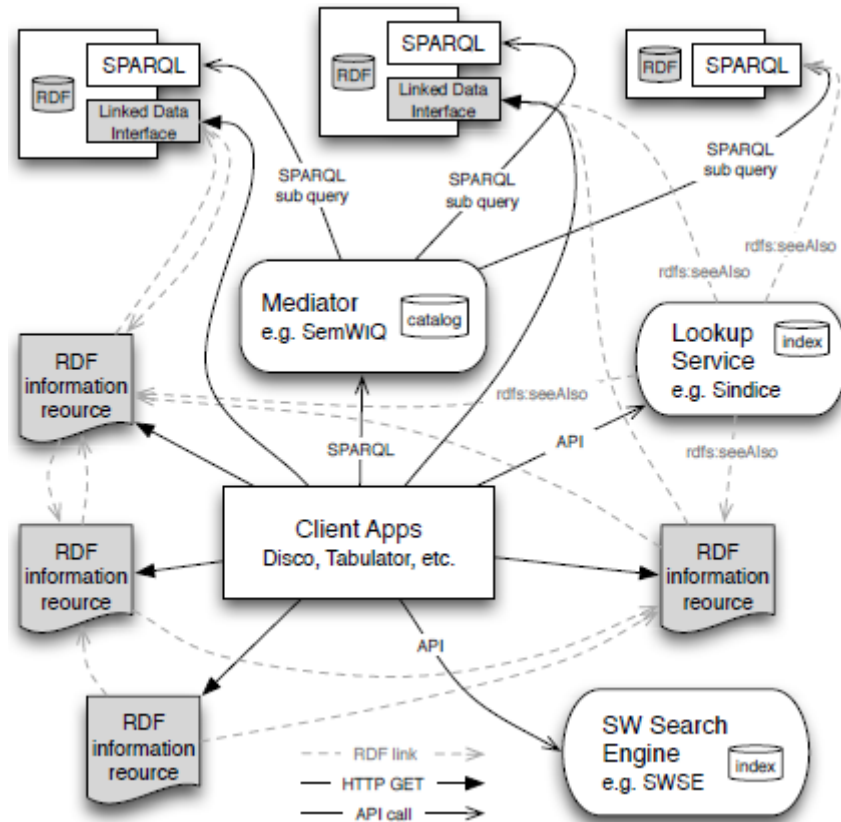 SPARQL
RDF
Linked Data
Interface
SPARQL
RDF
Linked Data
Interface
RDF
SPARQL
SPARQL
sub query
SPARQL
sub query
SPARQL
sub query
rdfs:seeAlso
rdfs:seeAlso
Mediator
e.g. SemWIQ
catalog
Lookup
Service
e.g. Sindice
index
RDF
information
reource
rdfs:seeAlso
SPARQL
API
rdfs:seeAlso
Client Apps
Disco, Tabulator, etc.
RDF
information
reource
RDF
information
reource
API
RDF
information
reource
SW Search
Engine
e.g. SWSE
index
RDF link
HTTP GET
API call